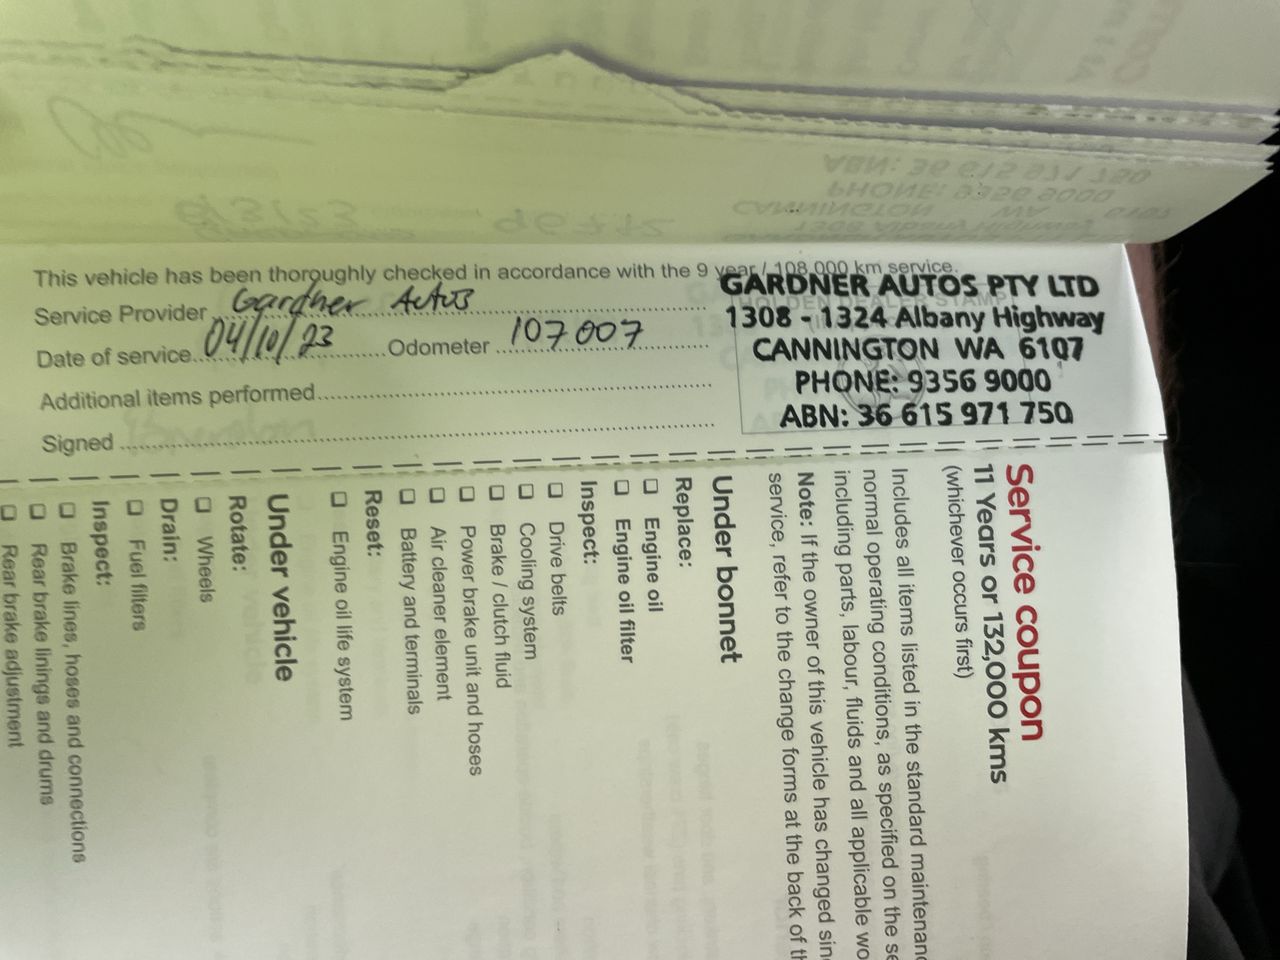 This vehicle has been thoroughly checked in accordance with the 9 year / 108,000 km service.
Service Provider Gardner Autos
Date of service 04/10/23 Odometer 107 007
Additional items performed
Signed
GARDNER AUTOS PTY LTD
1308 - 1324 Albany Highway
CANNINGTON WA 6107
PHONE: 9356 9000
ABN: 36 615 971 750
Service coupon
11 Years or 132,000 kms
(whichever occurs first)
Includes all items listed in the standard maintenanc
normal operating conditions, as specified on the se
including parts, labour, fluids and all applicable wo
Note: If the owner of this vehicle has changed sin
service, refer to the change forms at the back of th
Under bonnet
Replace:
❑ Engine oil
❑ Engine oil filter
Inspect:
❑ Drive belts
❑ Cooling system
❑ Brake / clutch fluid
❑ Power brake unit and hoses
❑ Air cleaner element
❑ Battery and terminals
Reset:
❑ Engine oil life system
Under vehicle
Rotate:
❑ Wheels
Drain:
❑ Fuel filters
Inspect:
❑ Brake lines, hoses and connections
❑ Rear brake linings and drums
❑ Rear brake adjustment